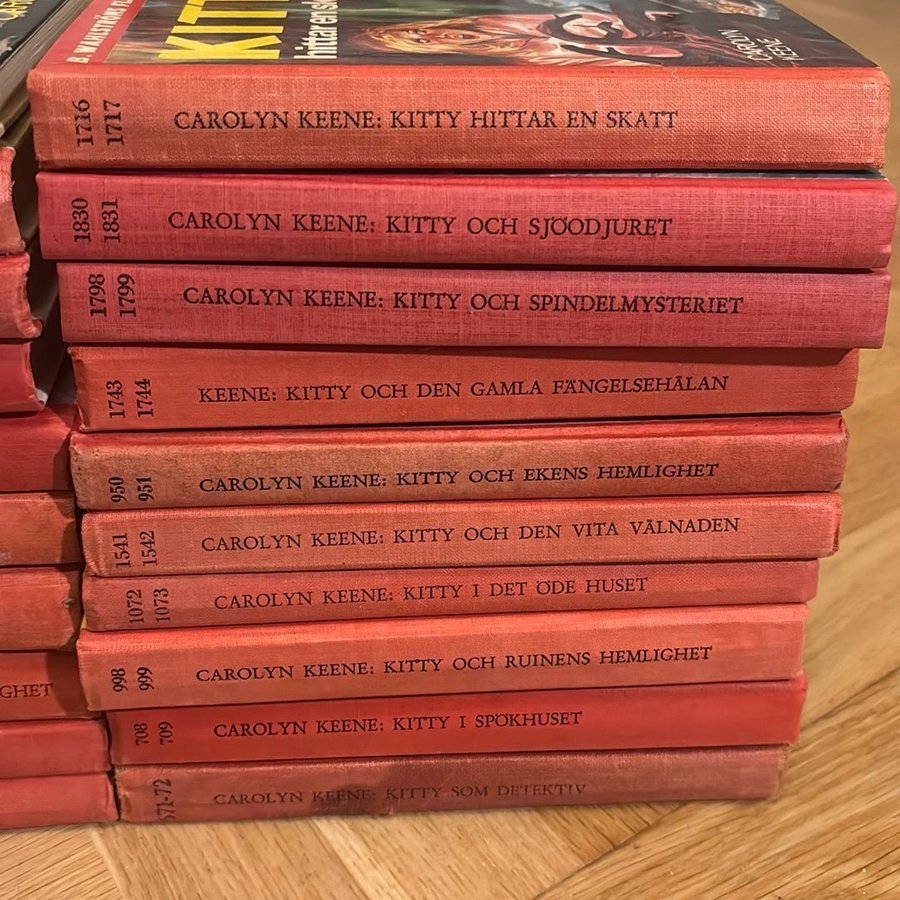 B. WAHLSTRÖMS
KITT
hittar en sk
CAROLYN
KEENE
1716
1717
CAROLYN KEENE: KITTY HITTAR EN SKATT
1830
1831
CAROLYN KEENE: KITTY OCH SJÖODJURET
1798
1799
CAROLYN KEENE: KITTY OCH SPINDELMYSTERIET
1743
1744
KEENE: KITTY OCH DEN GAMLA FÄNGELSEHÅLAN
950
951
CAROLYN KEENE: KITTY OCH EKENS HEMLIGHET
1541
1542
CAROLYN KEENE: KITTY OCH DEN VITA VÅLNADEN
1072
1073
CAROLYN KEENE: KITTY I DET ÖDE HUSET
998
999
CAROLYN KEENE: KITTY OCH RUINENS HEMLIGHET
GHET
708
709
CAROLYN KEENE: KITTY I SPÖKHUSET
671-72
CAROLYN KEENE: KITTY SOM DETEKTIV